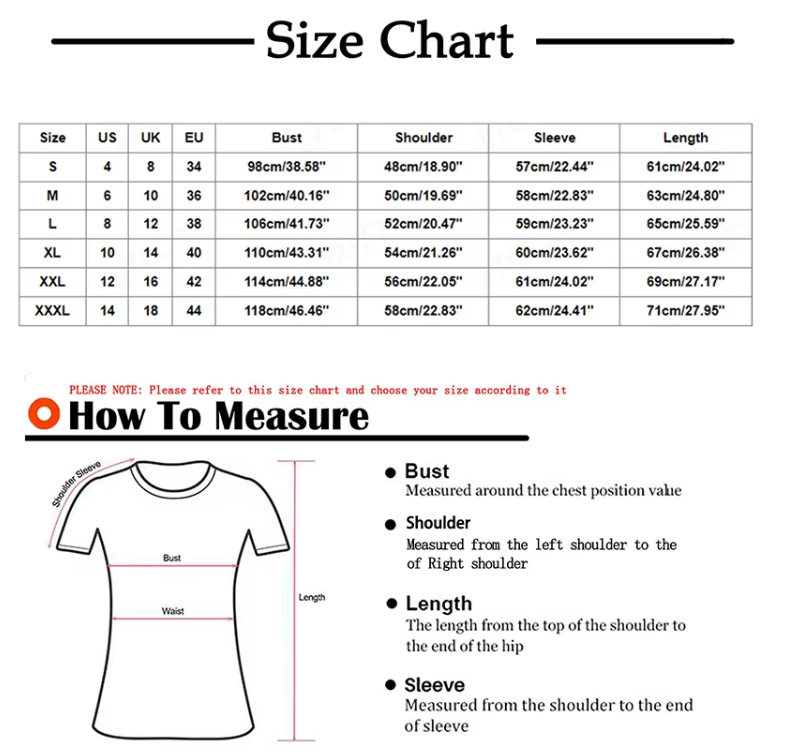 Size Chart
Size US UK EU Bust Shoulder Sleeve Length
S 4 8 34 98cm/38.58" 48cm/18.90" 57cm/22.44" 61cm/24.02"
M 6 10 36 102cm/40.16" 50cm/19.69" 58cm/22.83" 63cm/24.80"
L 8 12 38 106cm/41.73" 52cm/20.47" 59cm/23.23" 65cm/25.59"
XL 10 14 40 110cm/43.31" 54cm/21.26" 60cm/23.62" 67cm/26.38"
XXL 12 16 42 114cm/44.88" 56cm/22.05" 61cm/24.02" 69cm/27.17"
XXXL 14 18 44 118cm/46.46" 58cm/22.83" 62cm/24.41" 71cm/27.95"
PLEASE NOTE: Please refer to this size chart and choose your size according to it
How To Measure
Shoulder Sleeve
Bust
Waist
Length
Bust
Measured around the chest position value
Shoulder
Measured from the left shoulder to the
of Right shoulder
Length
The length from the top of the shoulder to
the end of the hip
Sleeve
Measured from the shoulder to the end
of sleeve